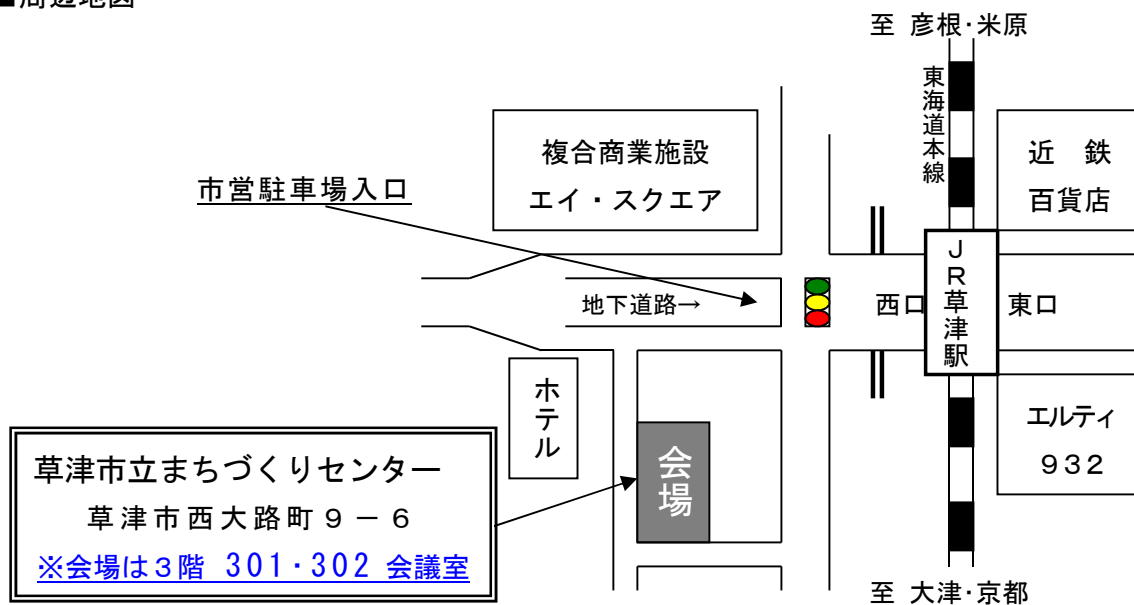 ■周辺地図
至 彦根・米原
東海道本線
複合商業施設
エイ・スクエア
近 鉄
百貨店
市営駐車場入口
地下道路→
西口
JR草津駅
東口
ホテル
会場
エルティ
932
草津市立まちづくりセンター
草津市西大路町9-6
※会場は3階 301・302 会議室
至 大津・京都